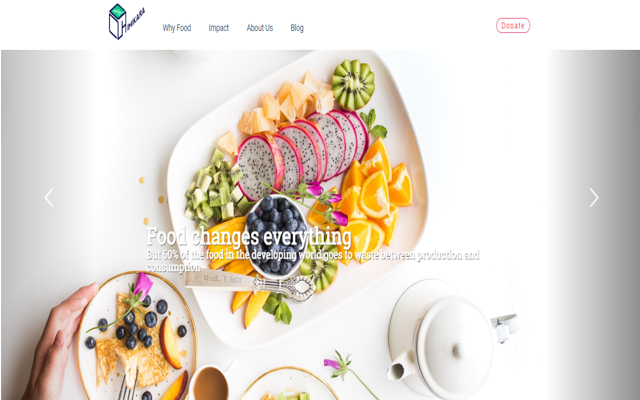 HIMKARA
Why Food
Impact
About Us
Blog
Donate
Food changes everything
But 60% of the food in the developing world goes to waste between production and
consumption